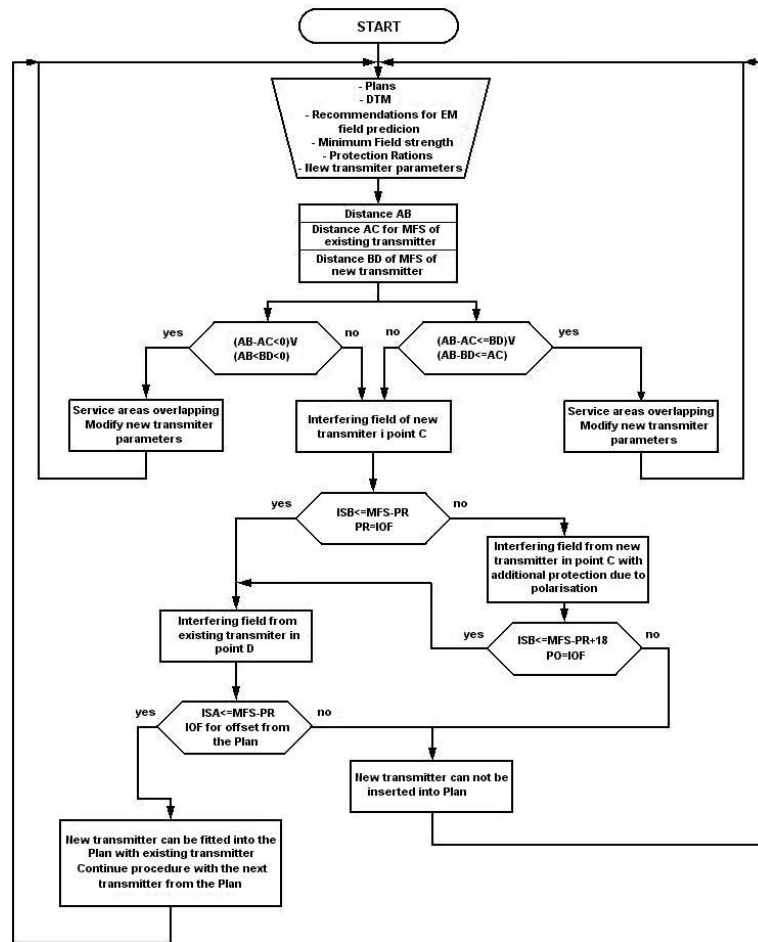 START
- Plans
- DTM
- Recommendations for EM
field predicion
- Minimum Field strength
- Protection Rations
- New transmiter parameters
Distance AB
Distance AC for MFS of
existing transmitter
Distance BD of MFS of
new transmitter
yes
(AB-AC<0)V
(AB<BD<0)
no
no
(AB-AC<=BD)V
(AB-BD<=AC)
yes
Service areas overlapping
Modify new transmiter
parameters
Interfering field of new
transmiter i point C
Service areas overlapping
Modify new transmiter
parameters
yes
ISB<=MFS-PR
PR=IOF
no
Interfering field from new
transmitter in point C with
additional protection due to
polarisation
Interfering field from
existing transmiter in
point D
yes
ISB<=MFS-PR+18
PO=IOF
no
yes
ISA<=MFS-PR
IOF for offset from
the Plan
no
New transmitter can not be
inserted into Plan
New transmitter can be fitted into the
Plan with existing transmitter
Continue procedure with the next
transmitter from the Plan